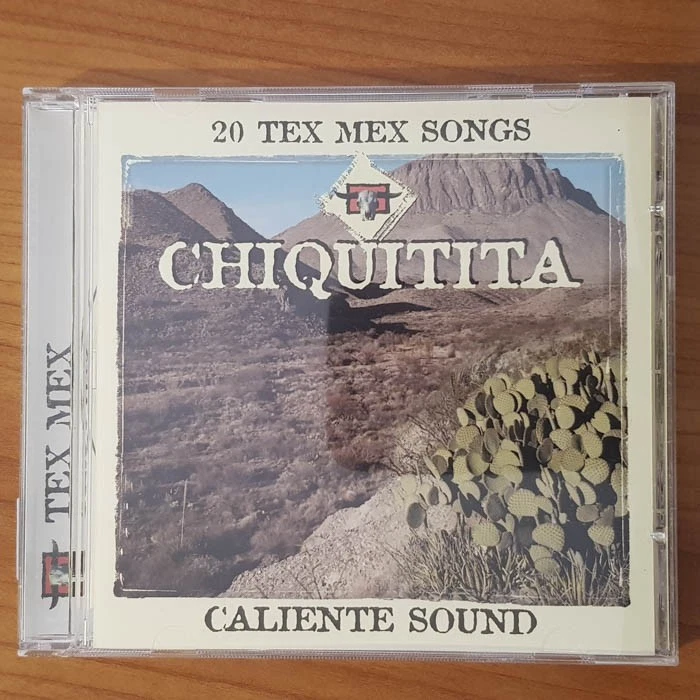 20 TEX MEX SONGS
CHIQUITITA
TEX MEX
CALIENTE SOUND